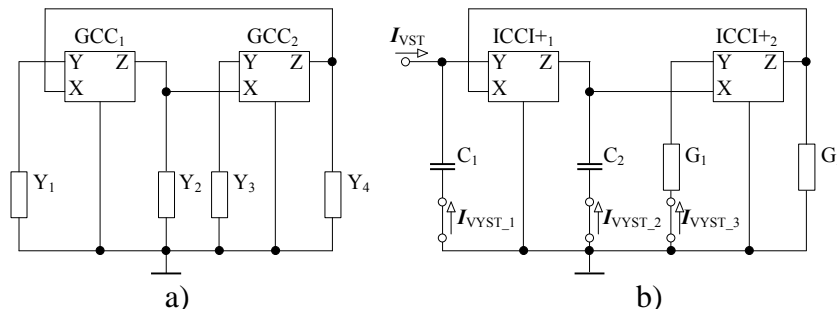 GCC1 GCC2
Y Z X
Y Z X
Y1 Y2 Y3 Y4
a)
IVST
ICCI+1 ICCI+2
Y Z X
Y Z X
C1 C2 G1 G
IVYST_1 IVYST_2 IVYST_3
b)